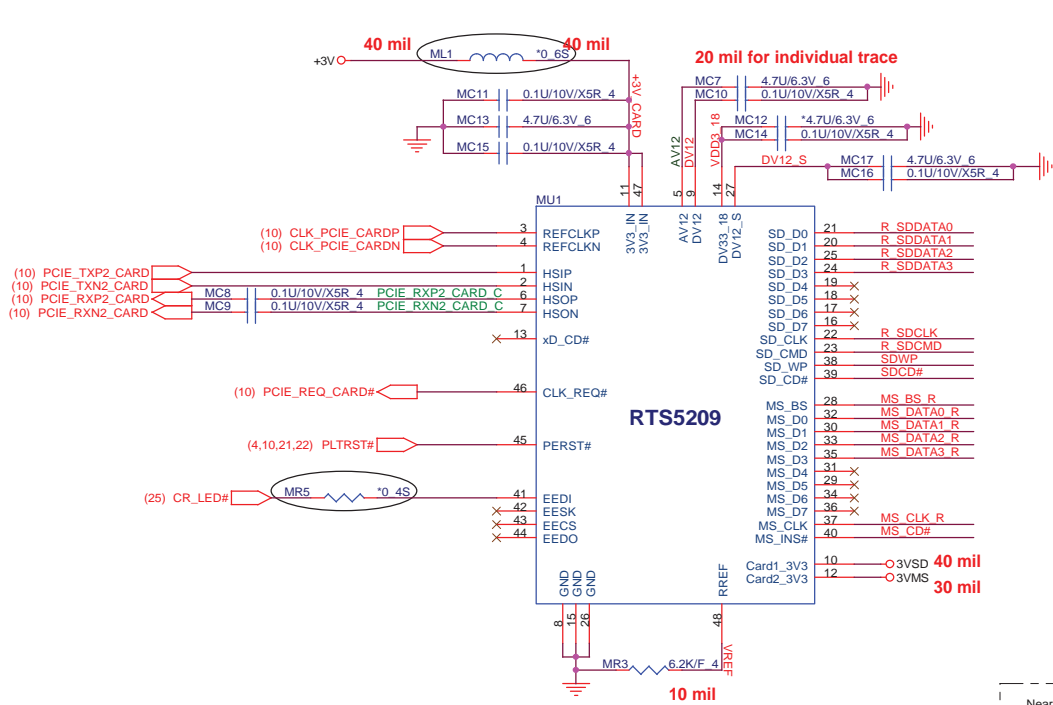 40 mil
ML1 *0_6S 40 mil
+3V
20 mil for individual trace
MC7 4.7U/6.3V_6
MC10 0.1U/10V/X5R_4
MC11 0.1U/10V/X5R_4
MC13 4.7U/6.3V_6
MC15 0.1U/10V/X5R_4
+3V_CARD
AV12
DV12
VDD3_18
MC12 *4.7U/6.3V_6
MC14 0.1U/10V/X5R_4
DV12_S
MC17 4.7U/6.3V_6
MC16 0.1U/10V/X5R_4
MU1
11 3V3_IN
47 3V3_IN
5 AV12
9 DV12
14 DV33_18
27 DV12_S
(10) CLK_PCIE_CARDP 3 REFCLKP
(10) CLK_PCIE_CARDN 4 REFCLKN
(10) PCIE_TXP2_CARD 1 HSIP
(10) PCIE_TXN2_CARD 2 HSIN
(10) PCIE_RXP2_CARD MC8 0.1U/10V/X5R_4 PCIE_RXP2_CARD_C 6 HSOP
(10) PCIE_RXN2_CARD MC9 0.1U/10V/X5R_4 PCIE_RXN2_CARD_C 7 HSON
13 xD_CD#
(10) PCIE_REQ_CARD# 46 CLK_REQ#
(4,10,21,22) PLTRST# 45 PERST#
(25) CR_LED# MR5 *0_4S 41 EEDI
42 EESK
43 EECS
44 EEDO
RTS5209
SD_D0 21 R_SDDATA0
SD_D1 20 R_SDDATA1
SD_D2 25 R_SDDATA2
SD_D3 24 R_SDDATA3
SD_D4 19
SD_D5 18
SD_D6 17
SD_D7 16
SD_CLK 22 R_SDCLK
SD_CMD 23 R_SDCMD
SD_WP 38 SDWP
SD_CD# 39 SDCD#
MS_BS 28 MS_BS_R
MS_D0 32 MS_DATA0_R
MS_D1 30 MS_DATA1_R
MS_D2 33 MS_DATA2_R
MS_D3 35 MS_DATA3_R
MS_D4 31
MS_D5 29
MS_D6 34
MS_D7 36
MS_CLK 37 MS_CLK_R
MS_INS# 40 MS_CD#
Card1_3V3 10 3VSD 40 mil
Card2_3V3 12 3VMS
30 mil
GND 8
GND 15
GND 26
RREF 48
VREF
MR3 6.2K/F_4
10 mil
Near